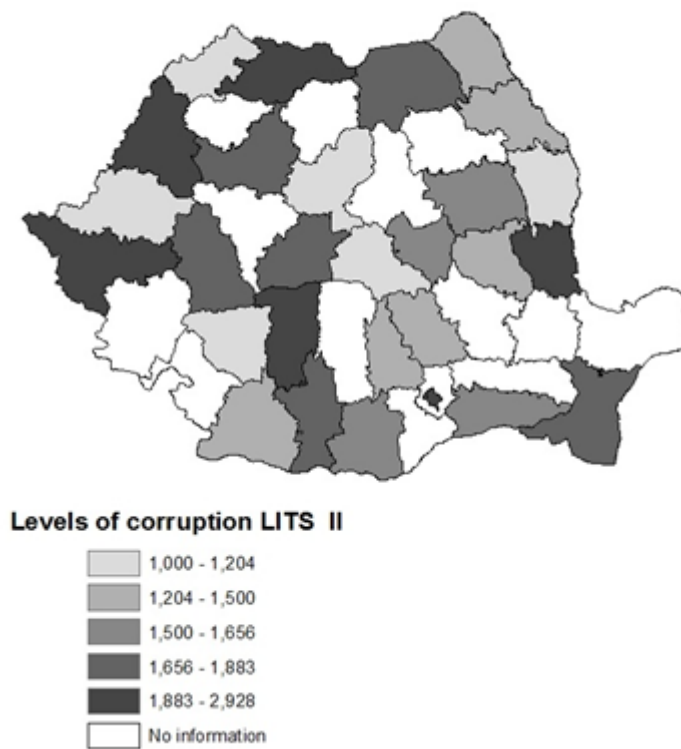 Levels of corruption LITS II
1,000 - 1,204
1,204 - 1,500
1,500 - 1,656
1,656 - 1,883
1,883 - 2,928
No information